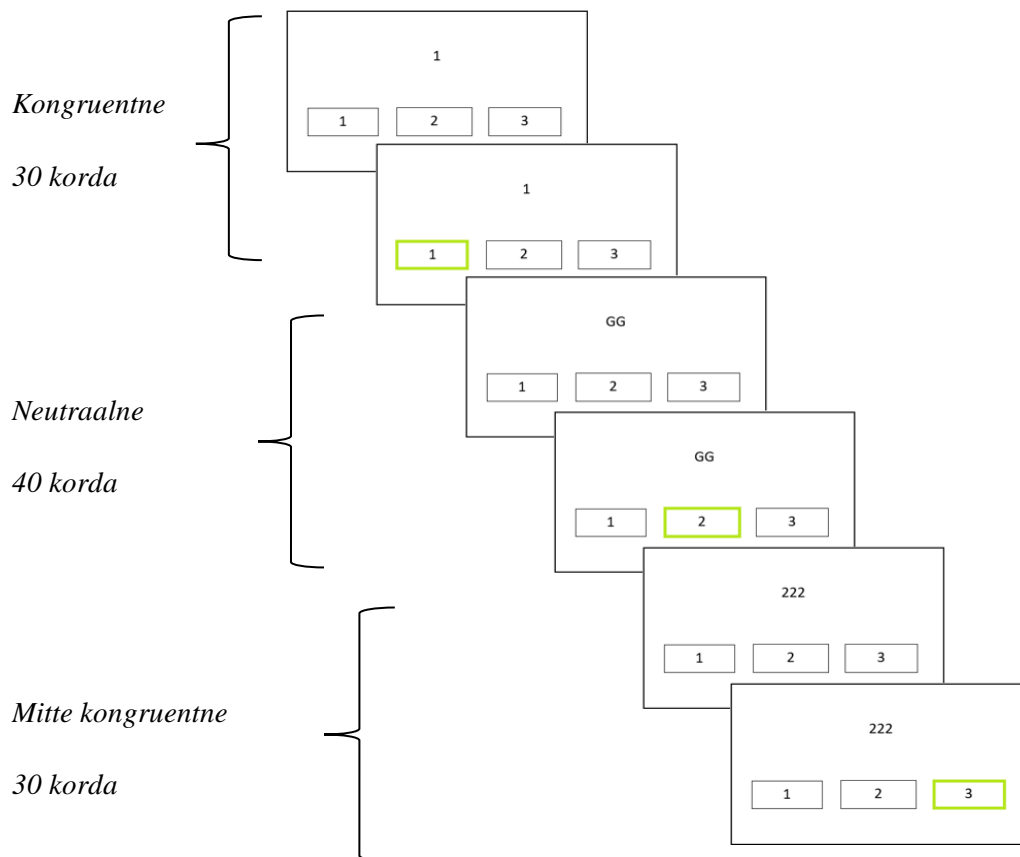 Kongruentne
30 korda
1
1 2 3
1
1 2 3
Neutraalne
40 korda
GG
1 2 3
GG
1 2 3
Mitte kongruentne
30 korda
222
1 2 3
222
1 2 3